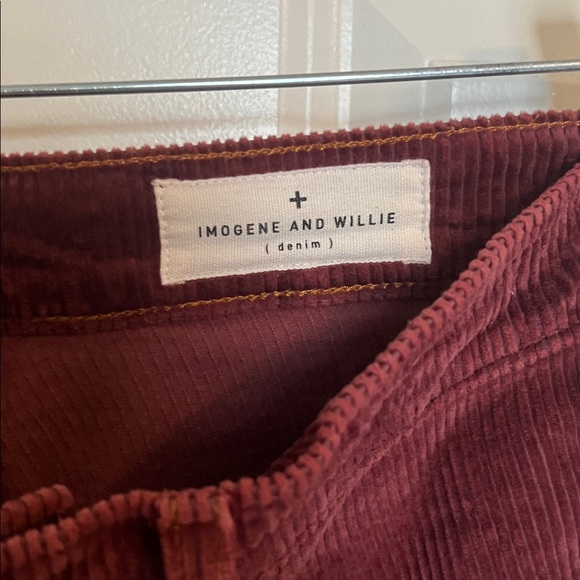 +
IMOGENE AND WILLIE
( denim )